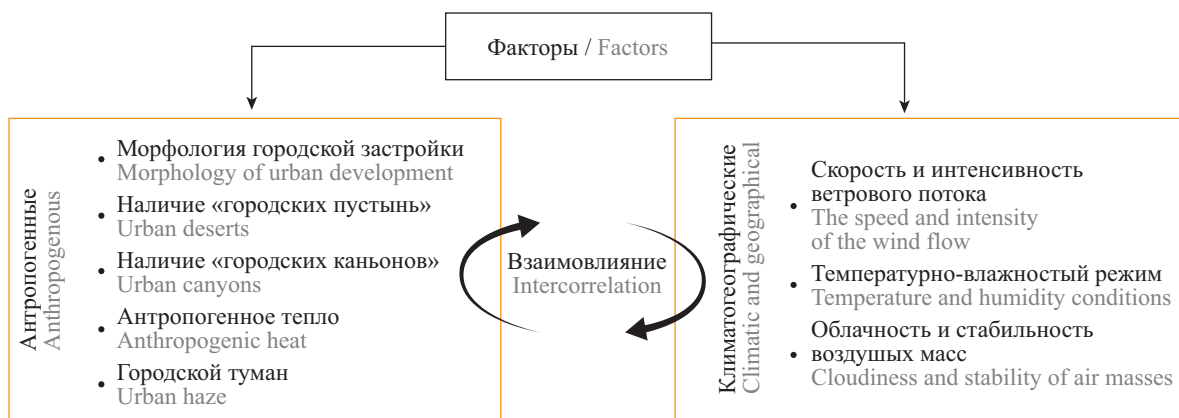 Факторы / Factors
Антропогенные
Anthropogenous
• Морфология городской застройки
Morphology of urban development
• Наличие «городских пустынь»
Urban deserts
• Наличие «городских каньонов»
Urban canyons
• Антропогенное тепло
Anthropogenic heat
• Городской туман
Urban haze
Взаимовлияние
Intercorrelation
Климатогеографические
Climatic and geographical
• Скорость и интенсивность
ветрового потока
The speed and intensity
of the wind flow
• Температурно-влажностый режим
Temperature and humidity conditions
• Облачность и стабильность
воздушых масс
Cloudiness and stability of air masses